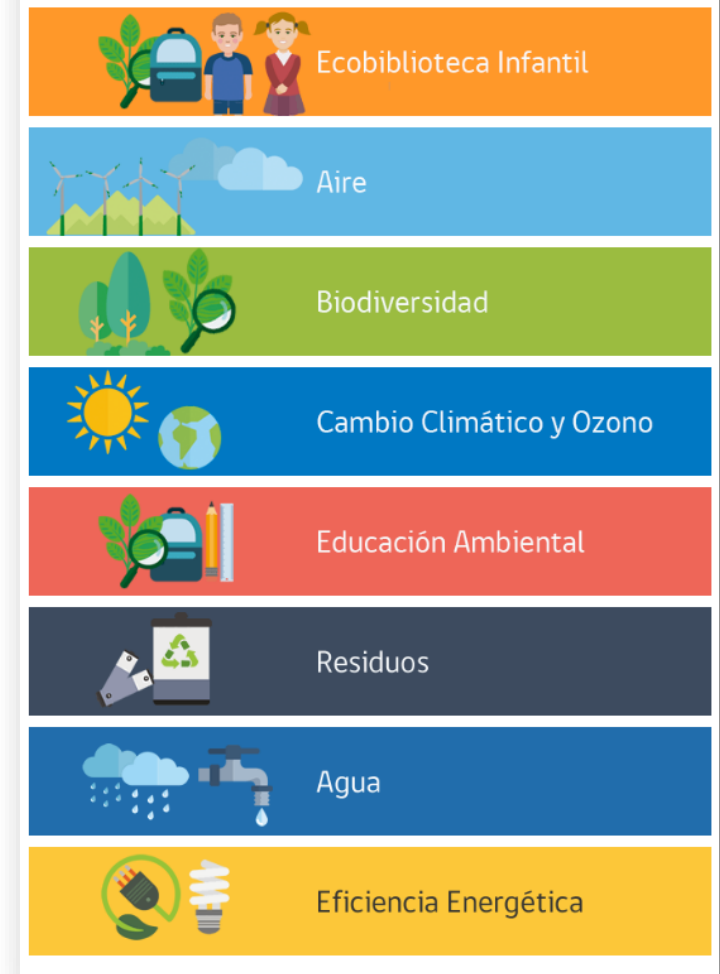 Ecobiblioteca Infantil
Aire
Biodiversidad
Cambio Climático y Ozono
Educación Ambiental
Residuos
Agua
Eficiencia Energética